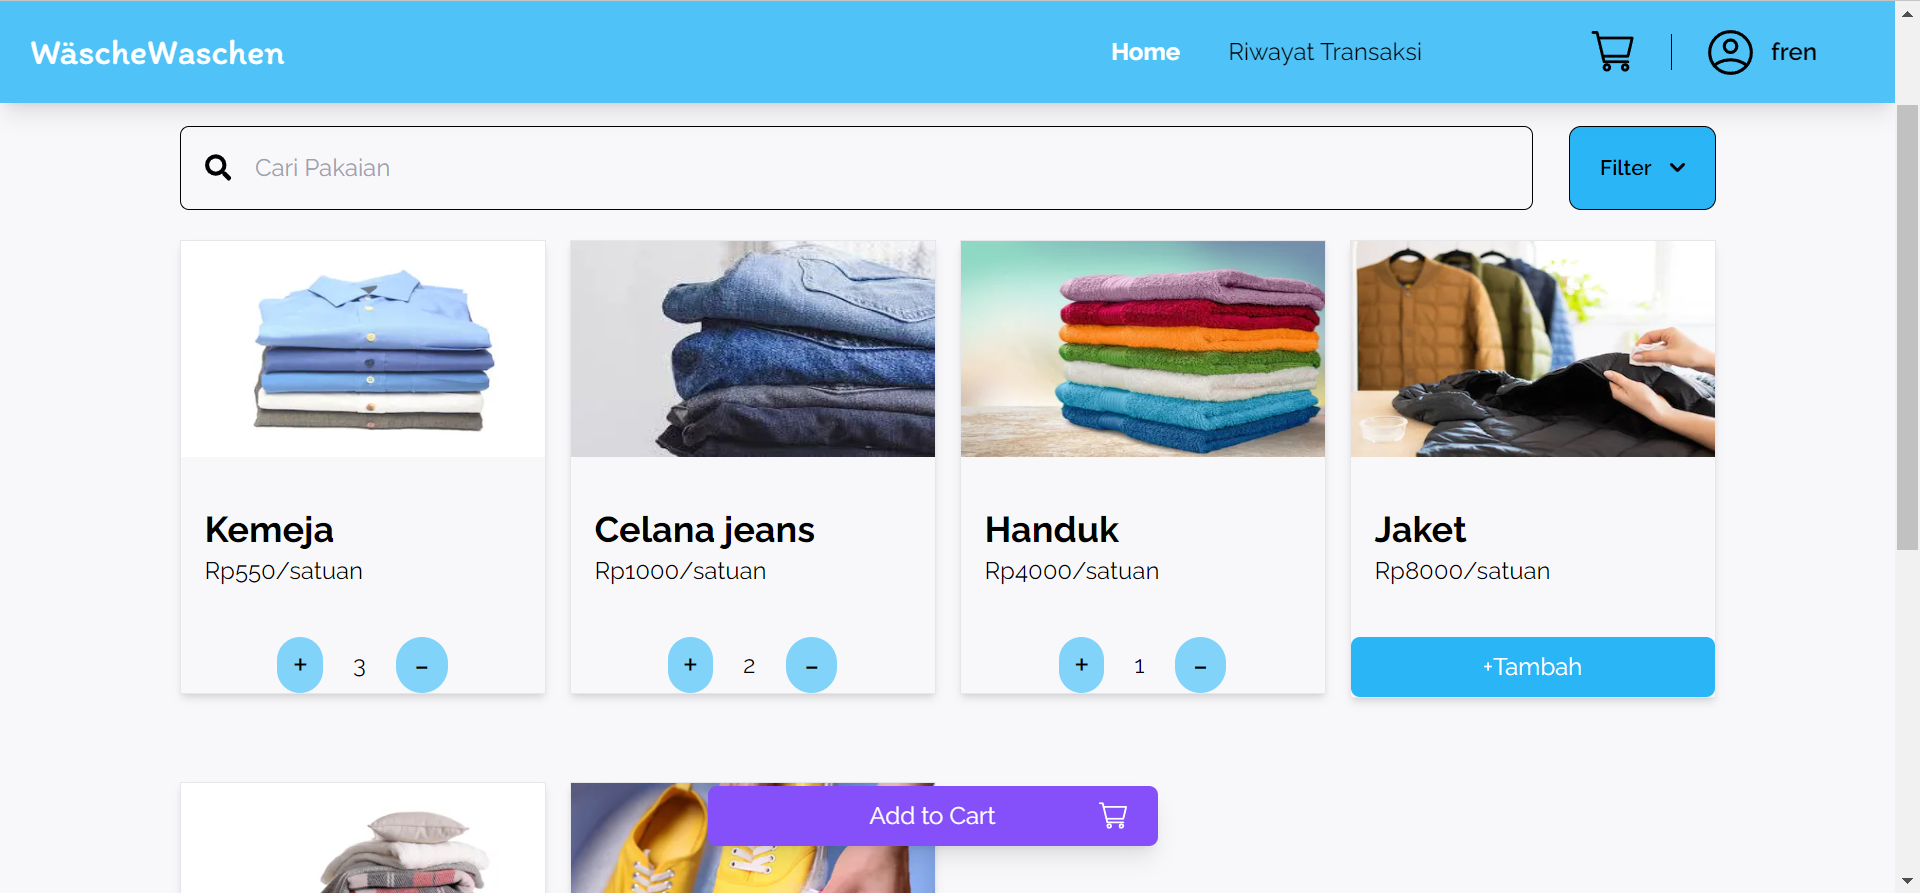 WäscheWaschen
Home
Riwayat Transaksi
fren
Cari Pakaian
Filter
Kemeja
Rp550/satuan
+ 3 -
Celana jeans
Rp1000/satuan
+ 2 -
Handuk
Rp4000/satuan
+ 1 -
Jaket
Rp8000/satuan
+Tambah
Add to Cart